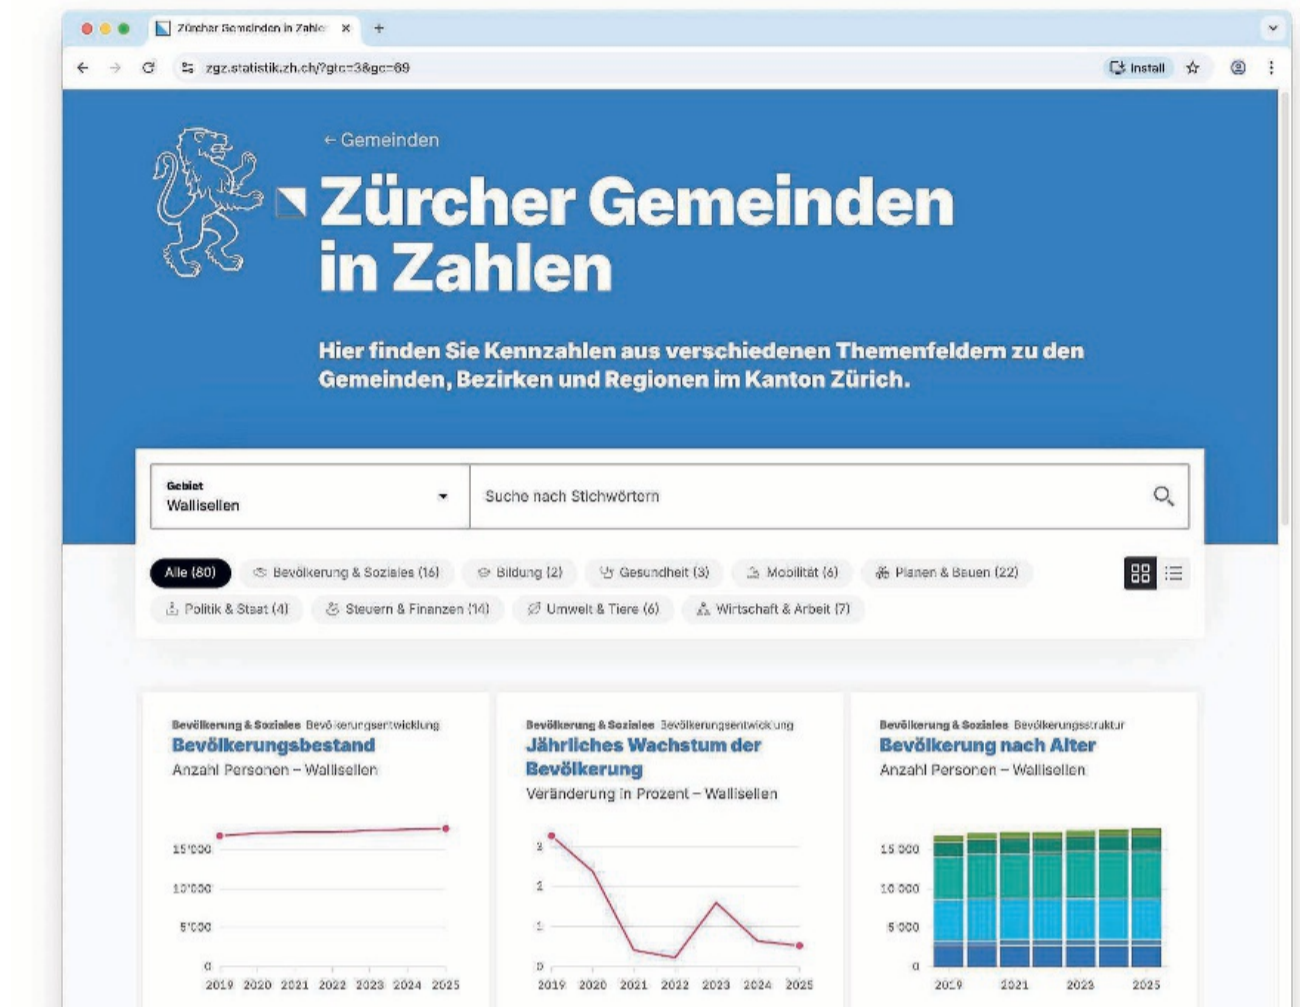 Zürcher Gemeinden in Zahle
zgz.statistik.zh.ch/?gtc=3&gc=69
Install
← Gemeinden
Zürcher Gemeinden
in Zahlen
Hier finden Sie Kennzahlen aus verschiedenen Themenfeldern zu den
Gemeinden, Bezirken und Regionen im Kanton Zürich.
Gebiet
Wallisellen
Suche nach Stichwörtern
Alle (80) Bevölkerung & Soziales (16) Bildung (2) Gesundheit (3) Mobilität (6) Planen & Bauen (22)
Politik & Staat (4) Steuern & Finanzen (14) Umwelt & Tiere (6) Wirtschaft & Arbeit (7)
Bevölkerung & Soziales Bevölkerungsentwicklung
Bevölkerungsbestand
Anzahl Personen – Wallisellen
15'000
10'000
5'000
0
2019 2020 2021 2022 2023 2024 2025
Bevölkerung & Soziales Bevölkerungsentwicklung
Jährliches Wachstum der
Bevölkerung
Veränderung in Prozent – Wallisellen
3
2
1
0
2019 2020 2021 2022 2023 2024 2025
Bevölkerung & Soziales Bevölkerungsstruktur
Bevölkerung nach Alter
Anzahl Personen – Wallisellen
15 000
10 000
5 000
0
2019 2021 2023 2025